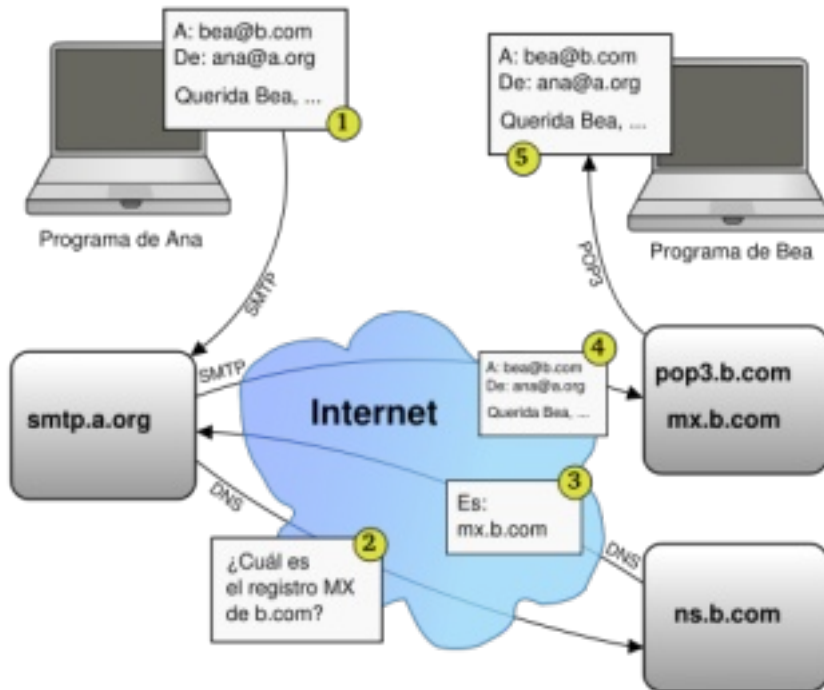 A: bea@b.com
De: ana@a.org
Querida Bea, ...
1
Programa de Ana
A: bea@b.com
De: ana@a.org
Querida Bea, ...
5
Programa de Bea
SMTP
POP3
smtp.a.org
SMTP
Internet
A: bea@b.com
De: ana@a.org
Querida Bea, ...
4
pop3.b.com
mx.b.com
DNS
Es:
mx.b.com
3
¿Cuál es
el registro MX
de b.com?
2
DNS
ns.b.com